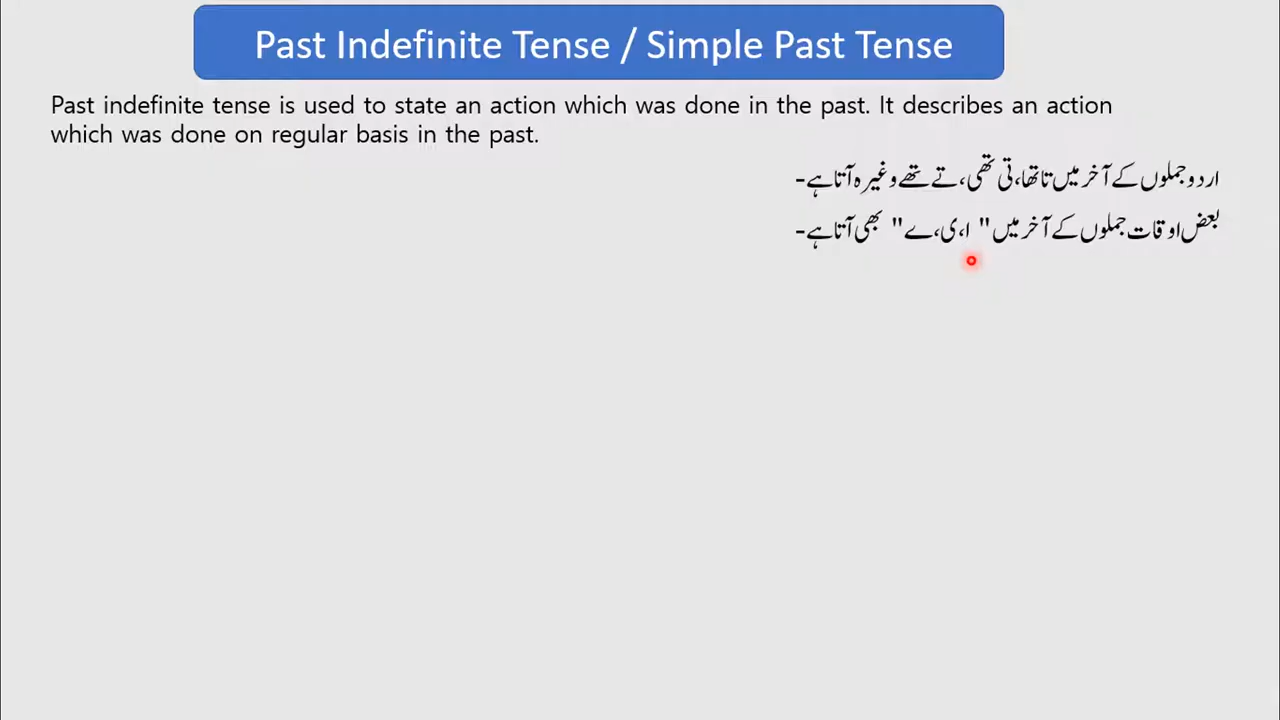 Past Indefinite Tense / Simple Past Tense
Past indefinite tense is used to state an action which was done in the past. It describes an action
which was done on regular basis in the past.
اردو جملوں کے آخر میں تا تھا، تی تھی، تے تھے وغیرہ آتا ہے-
بعض اوقات جملوں کے آخر میں " ا، ی، ے" بھی آتا ہے-